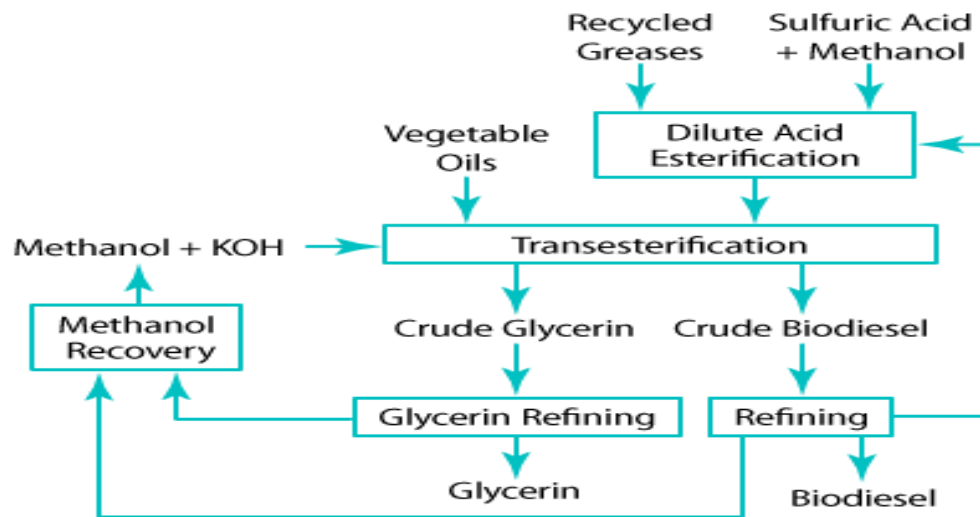 Recycled
Greases
Sulfuric Acid
+ Methanol
Dilute Acid
Esterification
Vegetable
Oils
Methanol + KOH
Transesterification
Methanol
Recovery
Crude Glycerin
Crude Biodiesel
Glycerin Refining
Refining
Glycerin
Biodiesel